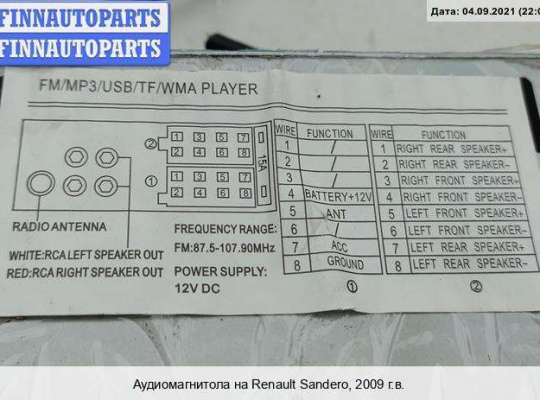 FINNAUTOPARTS
FINNAUTOPARTS
Дата: 04.09.2021 (22:0
FM/MP3/USB/TF/WMA PLAYER
② 1 3 5 7
2 4 6 8
① 1 3 5 7
2 4 6 8
15A
RADIO ANTENNA
WHITE:RCA LEFT SPEAKER OUT
RED:RCA RIGHT SPEAKER OUT
FREQUENCY RANGE:
FM:87.5-107.90MHz
POWER SUPPLY:
12V DC
WIRE FUNCTION
1 /
2 /
3 /
4 BATTERY+12V
5 ANT
6 /
7 ACC
8 GROUND
①
WIRE FUNCTION
1 RIGHT REAR SPEAKER+
2 RIGHT REAR SPEAKER-
3 RIGHT FRONT SPEAKER+
4 RIGHT FRONT SPEAKER-
5 LEFT FRONT SPEAKER+
6 LEFT FRONT SPEAKER-
7 LEFT REAR SPEAKER+
8 LEFT REAR SPEAKER-
②
Аудиомагнитола на Renault Sandero, 2009 г.в.